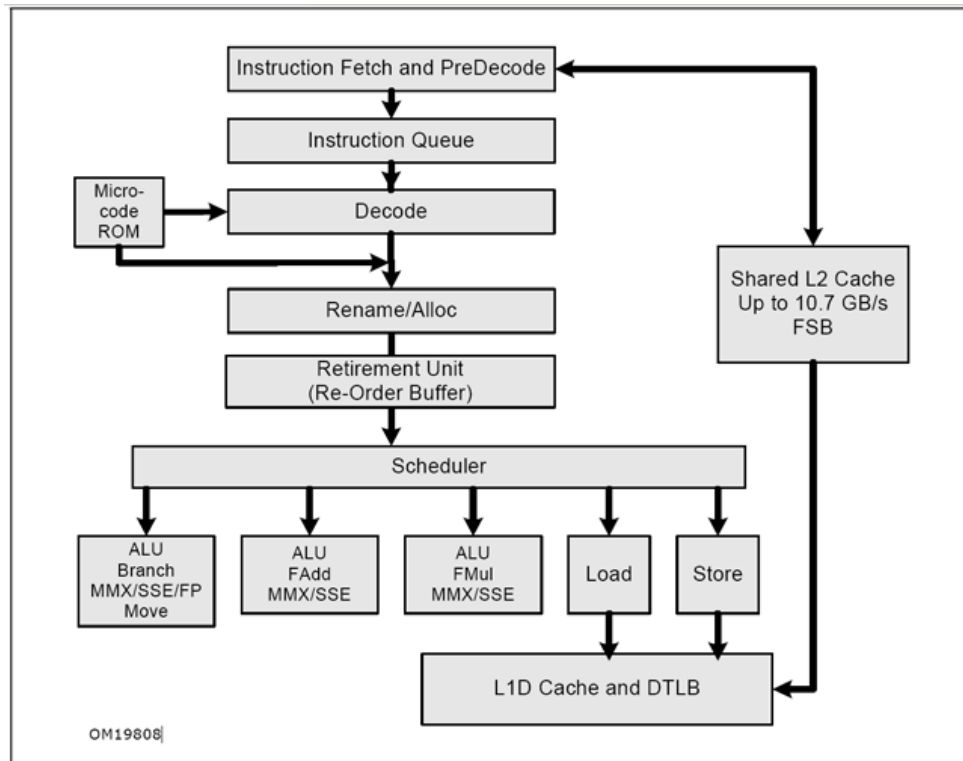 Instruction Fetch and PreDecode
Instruction Queue
Micro-
code
ROM
Decode
Shared L2 Cache
Up to 10.7 GB/s
FSB
Rename/Alloc
Retirement Unit
(Re-Order Buffer)
Scheduler
ALU
Branch
MMX/SSE/FP
Move
ALU
FAdd
MMX/SSE
ALU
FMul
MMX/SSE
Load
Store
L1D Cache and DTLB
OM19808